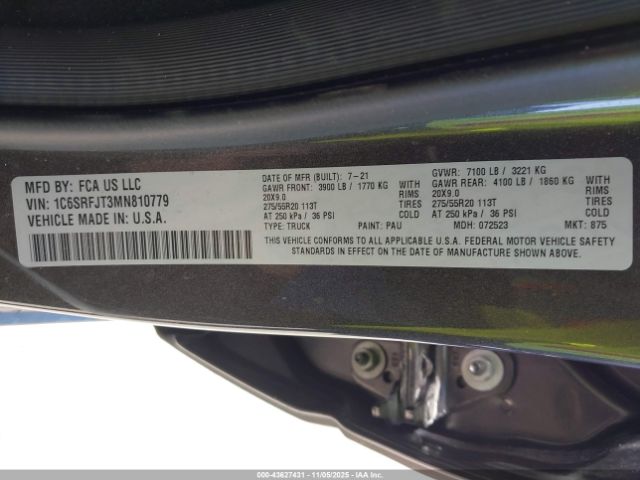 MFD BY: FCA US LLC
VIN: 1C6SRFJT3MN810779
VEHICLE MADE IN: U.S.A.
DATE OF MFR (BUILT): 7-21
GAWR FRONT: 3900 LB / 1770 KG WITH
20X9.0 RIMS
275/55R20 113T TIRES
AT 250 kPa / 36 PSI
TYPE: TRUCK PAINT: PAU
GVWR: 7100 LB / 3221 KG
GAWR REAR: 4100 LB / 1860 KG WITH
20X9.0 RIMS
275/55R20 113T TIRES
AT 250 kPa / 36 PSI
MDH: 072523 MKT: 875
THIS VEHICLE CONFORMS TO ALL APPLICABLE U.S.A. FEDERAL MOTOR VEHICLE SAFETY
STANDARDS IN EFFECT ON THE DATE OF MANUFACTURE SHOWN ABOVE.
000-43627431 - 11/05/2025 - IAAI.COM